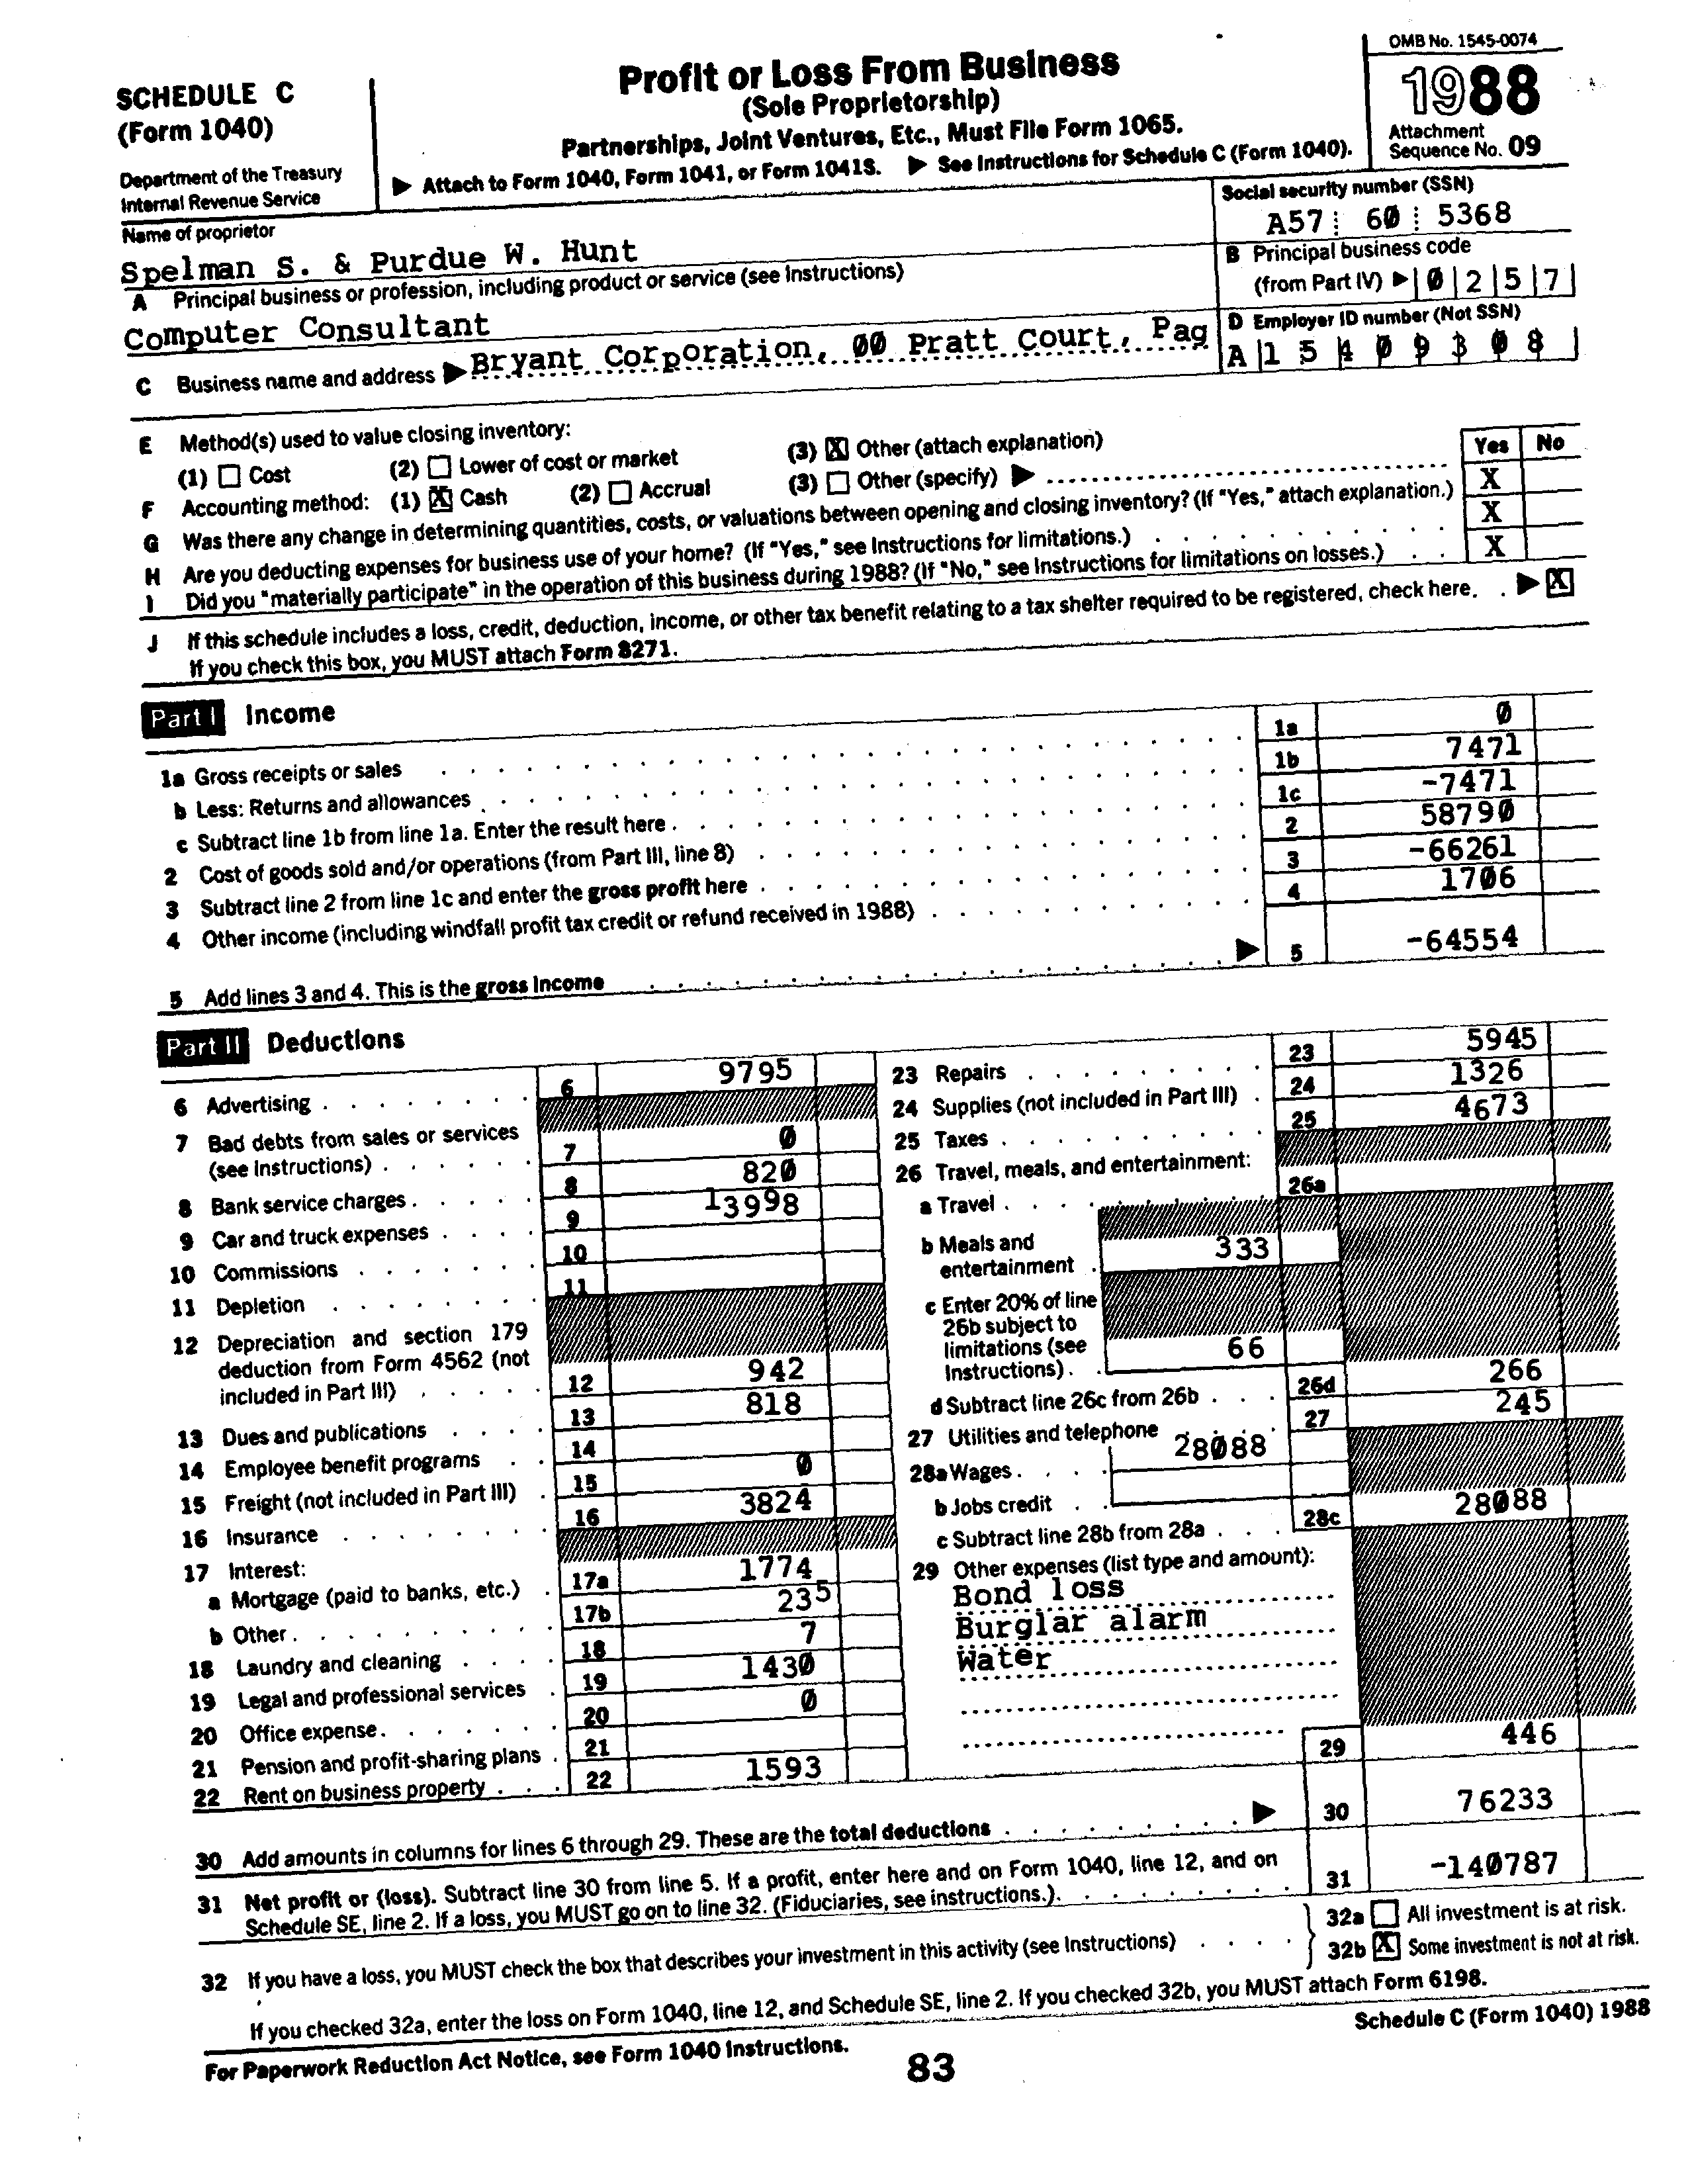 SCHEDULE C
(Form 1040)
Department of the Treasury
Internal Revenue Service
Profit or Loss From Business
(Sole Proprietorship)
Partnerships, Joint Ventures, Etc., Must File Form 1065.
▶ Attach to Form 1040, Form 1041, or Form 1041S. ▶ See Instructions for Schedule C (Form 1040).
OMB No. 1545-0074
1988
Attachment
Sequence No. 09
Name of proprietor
Spelman S. & Purdue W. Hunt
Social security number (SSN)
A57 60 5368
A Principal business or profession, including product or service (see Instructions)
Computer Consultant
B Principal business code
(from Part IV) ▶ 0 2 5 7
C Business name and address ▶ Bryant Corporation, 00 Pratt Court, Pag
D Employer ID number (Not SSN)
A 1 5 4 0 9 3 0 8
E Method(s) used to value closing inventory:
(1) ☐ Cost (2) ☐ Lower of cost or market (3) ☒ Other (attach explanation)
Yes No
F Accounting method: (1) ☒ Cash (2) ☐ Accrual (3) ☐ Other (specify) ▶
G Was there any change in determining quantities, costs, or valuations between opening and closing inventory? (If "Yes," attach explanation.) X
H Are you deducting expenses for business use of your home? (If "Yes," see Instructions for limitations.) X
I Did you "materially participate" in the operation of this business during 1988? (If "No," see Instructions for limitations on losses.) X
J If this schedule includes a loss, credit, deduction, income, or other tax benefit relating to a tax shelter required to be registered, check here. ▶ ☒
If you check this box, you MUST attach Form 8271.
Part I Income
1a Gross receipts or sales 1a 0
b Less: Returns and allowances 1b 7471
c Subtract line 1b from line 1a. Enter the result here 1c -7471
2 Cost of goods sold and/or operations (from Part III, line 8) 2 58790
3 Subtract line 2 from line 1c and enter the gross profit here 3 -66261
4 Other income (including windfall profit tax credit or refund received in 1988) 4 1706
5 Add lines 3 and 4. This is the gross income ▶ 5 -64554
Part II Deductions
6 Advertising 6 9795
7 Bad debts from sales or services
(see Instructions) 7 0
8 Bank service charges 8 820
9 Car and truck expenses 9 13998
10 Commissions 10
11 Depletion 11
12 Depreciation and section 179
deduction from Form 4562 (not
included in Part III) 12 942
13 Dues and publications 13 818
14 Employee benefit programs 14
15 Freight (not included in Part III) 15 0
16 Insurance 16 3824
17 Interest:
a Mortgage (paid to banks, etc.) 17a 1774
b Other 17b 235
18 Laundry and cleaning 18 7
19 Legal and professional services 19 1430
20 Office expense 20 0
21 Pension and profit-sharing plans 21
22 Rent on business property 22 1593
23 Repairs 23 5945
24 Supplies (not included in Part III) 24 1326
25 Taxes 25 4673
26 Travel, meals, and entertainment:
a Travel 26a
b Meals and
entertainment 333
c Enter 20% of line
26b subject to
limitations (see
Instructions) 66
d Subtract line 26c from 26b 26d 266
27 Utilities and telephone 27 245
28a Wages 28088
b Jobs credit
c Subtract line 28b from 28a 28c 28088
29 Other expenses (list type and amount):
Bond loss
Burglar alarm
Water
29 446
30 Add amounts in columns for lines 6 through 29. These are the total deductions ▶ 30 76233
31 Net profit or (loss). Subtract line 30 from line 5. If a profit, enter here and on Form 1040, line 12, and on
Schedule SE, line 2. If a loss, you MUST go on to line 32. (Fiduciaries, see instructions.) 31 -140787
32 If you have a loss, you MUST check the box that describes your investment in this activity (see Instructions)
32a ☐ All investment is at risk.
32b ☒ Some investment is not at risk.
If you checked 32a, enter the loss on Form 1040, line 12, and Schedule SE, line 2. If you checked 32b, you MUST attach Form 6198.
For Paperwork Reduction Act Notice, see Form 1040 Instructions.
Schedule C (Form 1040) 1988
83